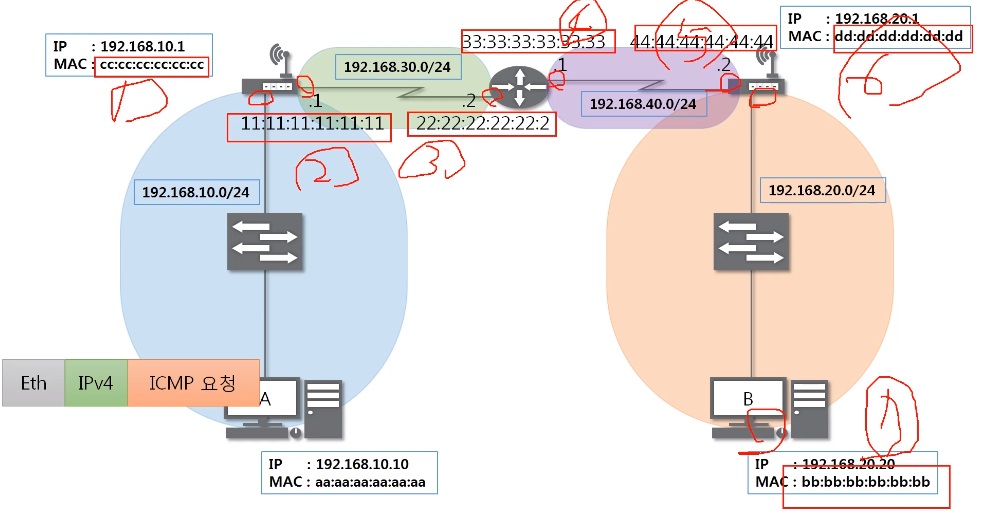 IP : 192.168.10.1
MAC : cc:cc:cc:cc:cc:cc
1
192.168.30.0/24
.1
.2
11:11:11:11:11:11
22:22:22:22:22:2
2
3
33:33:33:33:33:33
4
44:44:44:44:44:44
5
.1
.2
192.168.40.0/24
IP : 192.168.20.1
MAC : dd:dd:dd:dd:dd:dd
6
192.168.10.0/24
192.168.20.0/24
Eth
IPv4
ICMP 요청
A
B
IP : 192.168.10.10
MAC : aa:aa:aa:aa:aa:aa
IP : 192.168.20.20
MAC : bb:bb:bb:bb:bb:bb